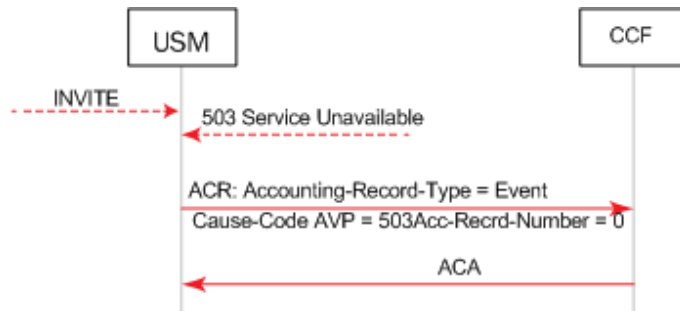 USM
CCF
INVITE
503 Service Unavailable
ACR: Accounting-Record-Type = Event
Cause-Code AVP = 503Acc-Recrd-Number = 0
ACA